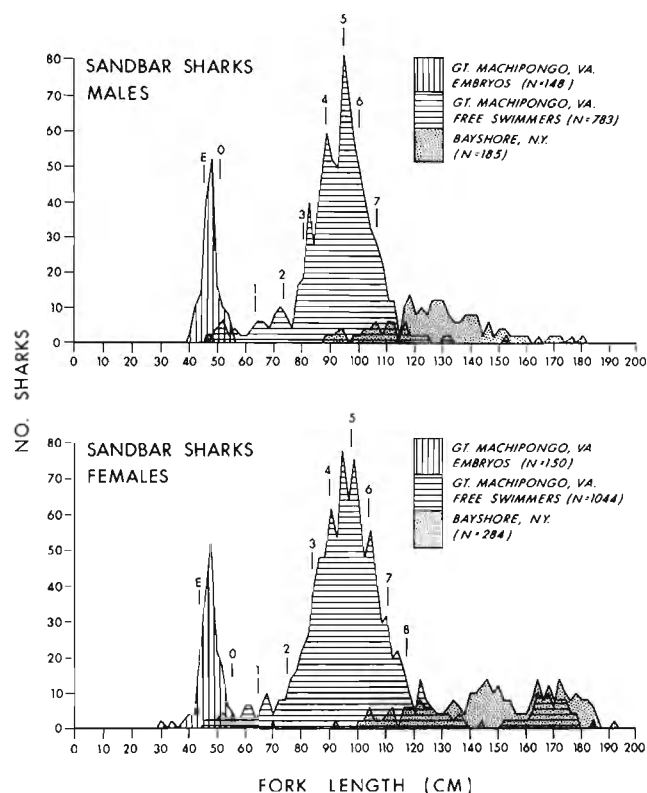 SANDBAR SHARKS
MALES
GT. MACHIPONGO, VA.
EMBRYOS (N=148)
GT. MACHIPONGO, VA.
FREE SWIMMERS (N=783)
BAYSHORE, N.Y.
(N=185)
80
70
60
50
40
30
20
10
0
E
0
1
2
3
4
5
6
7
0 10 20 30 40 50 60 70 80 90 100 110 120 130 140 150 160 170 180 190 200
NO. SHARKS
SANDBAR SHARKS
FEMALES
GT. MACHIPONGO, VA
EMBRYOS (N=150)
GT. MACHIPONGO, VA.
FREE SWIMMERS (N=1044)
BAYSHORE, N.Y.
(N=284)
80
70
60
50
40
30
20
10
0
E
0
1
2
3
4
5
6
7
8
0 10 20 30 40 50 60 70 80 90 100 110 120 130 140 150 160 170 180 190 200
FORK LENGTH (CM)